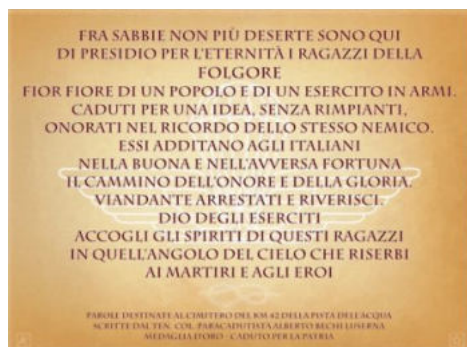 FRA SABBIE NON PIÙ DESERTE SONO QUI
DI PRESIDIO PER L'ETERNITÀ I RAGAZZI DELLA
FOLGORE
FIOR FIORE DI UN POPOLO E DI UN ESERCITO IN ARMI.
CADUTI PER UNA IDEA, SENZA RIMPIANTI,
ONORATI NEL RICORDO DELLO STESSO NEMICO.
ESSI ADDITANO AGLI ITALIANI
NELLA BUONA E NELL'AVVERSA FORTUNA
IL CAMMINO DELL'ONORE E DELLA GLORIA.
VIANDANTE ARRESTATI E RIVERISCI.
DIO DEGLI ESERCITI
ACCOGLI GLI SPIRITI DI QUESTI RAGAZZI
IN QUELL'ANGOLO DEL CIELO CHE RISERBI
AI MARTIRI E AGLI EROI
PAROLE DESTINATE AL CIMITERO DEL KM 42 DELLA PISTA DELL'ACQUA
SCRITTE DAL TEN. COL. PARACADUTISTA ALBERTO BECHI LUSERNA
MEDAGLIA D'ORO - CADUTO PER LA PATRIA